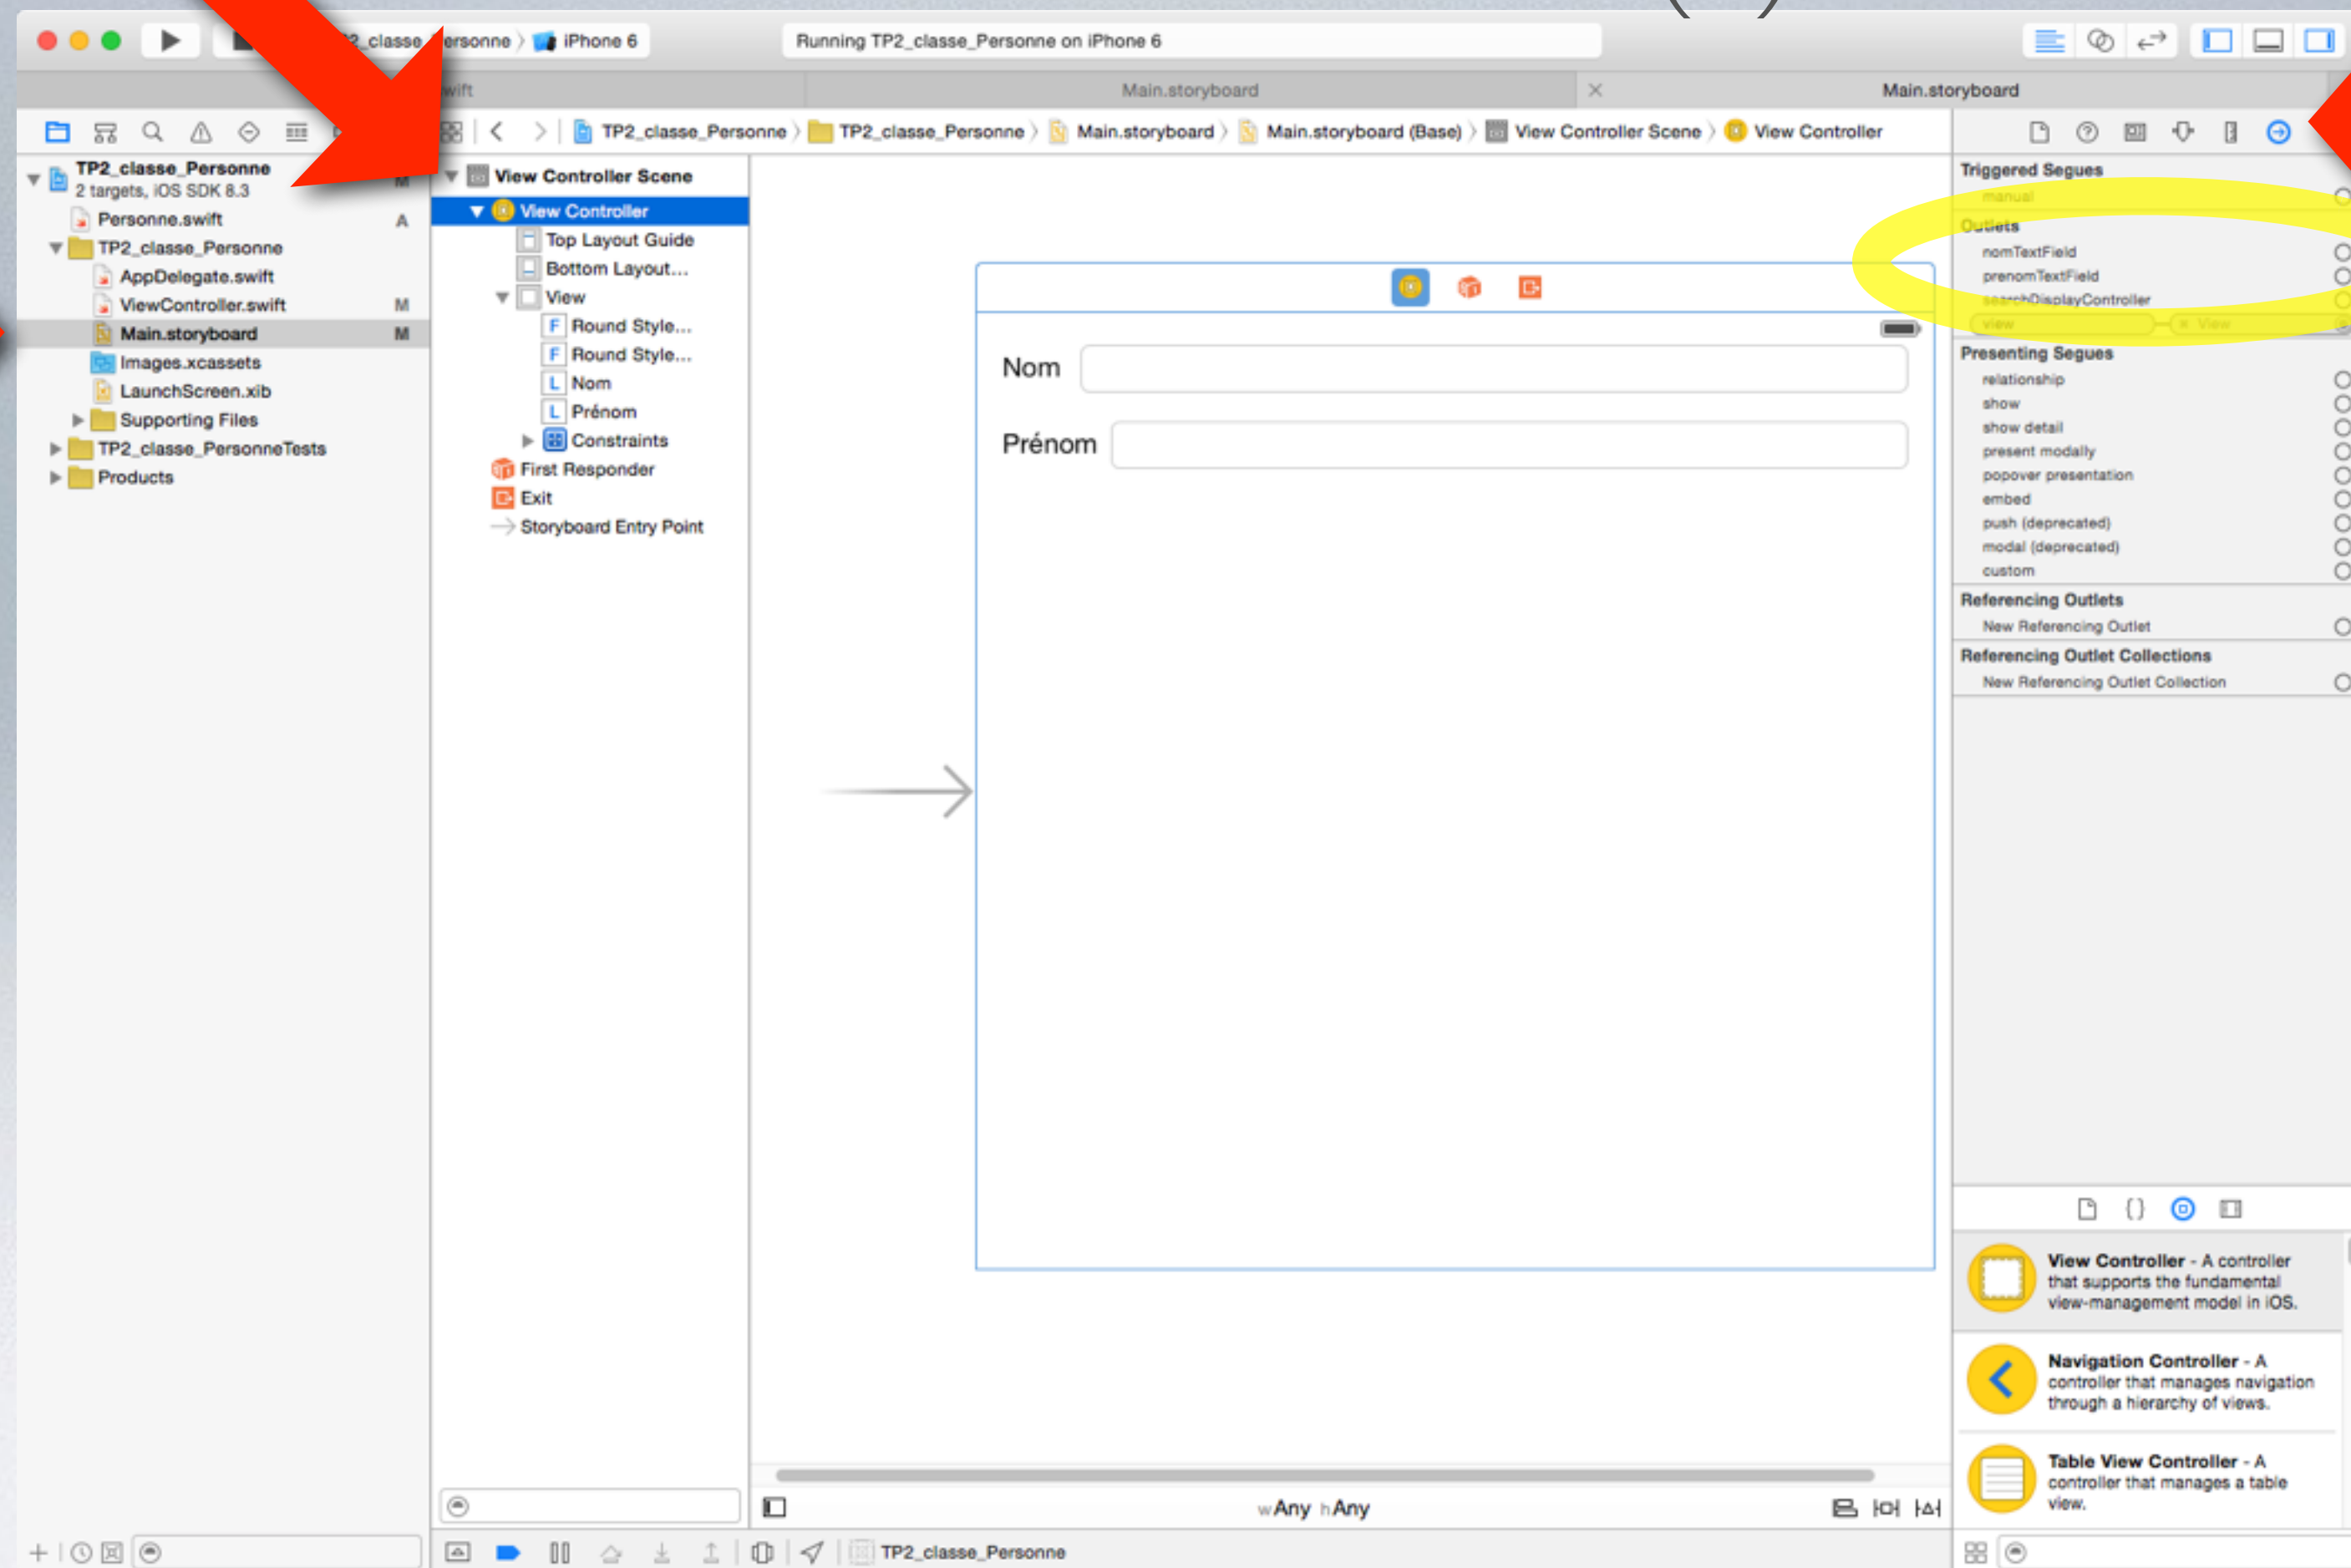 ersonne
iPhone 6
Running TP2_classe_Personne on iPhone 6
Main.storyboard
Main.storyboard
TP2_classe_Personne
TP2_classe_Personne
Main.storyboard
Main.storyboard (Base)
View Controller Scene
View Controller
TP2_classe_Personne
2 targets, iOS SDK 8.3
M
Personne.swift
A
TP2_classe_Personne
AppDelegate.swift
ViewController.swift
M
Main.storyboard
M
Images.xcassets
LaunchScreen.xib
Supporting Files
TP2_classe_PersonneTests
Products
View Controller Scene
View Controller
Top Layout Guide
Bottom Layout...
View
F Round Style...
F Round Style...
L Nom
L Prénom
Constraints
First Responder
Exit
Storyboard Entry Point
Nom
Prénom
Triggered Segues
manual
Outlets
nomTextField
prenomTextField
searchDisplayController
view
View
Presenting Segues
relationship
show
show detail
present modally
popover presentation
embed
push (deprecated)
modal (deprecated)
custom
Referencing Outlets
New Referencing Outlet
Referencing Outlet Collections
New Referencing Outlet Collection
View Controller - A controller
that supports the fundamental
view-management model in iOS.
Navigation Controller - A
controller that manages navigation
through a hierarchy of views.
Table View Controller - A
controller that manages a table
view.
wAny hAny
TP2_classe_Personne